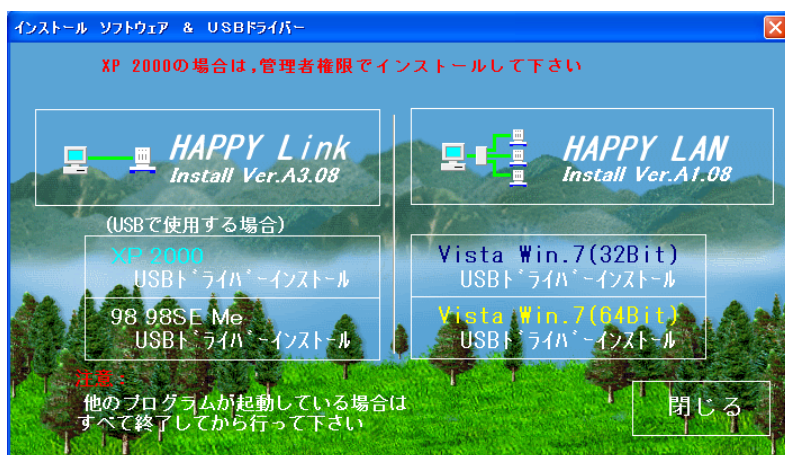 インストール ソフトウェア & USBドライバー
XP 2000の場合は,管理者権限でインストールして下さい
HAPPY Link
Install Ver.A3.08
HAPPY LAN
Install Ver.A1.08
(USBで使用する場合)
XP 2000
USBドライバーインストール
98 98SE Me
USBドライバーインストール
Vista Win.7(32Bit)
USBドライバーインストール
Vista Win.7(64Bit)
USBドライバーインストール
注意:
他のプログラムが起動している場合は
すべて終了してから行って下さい
閉じる